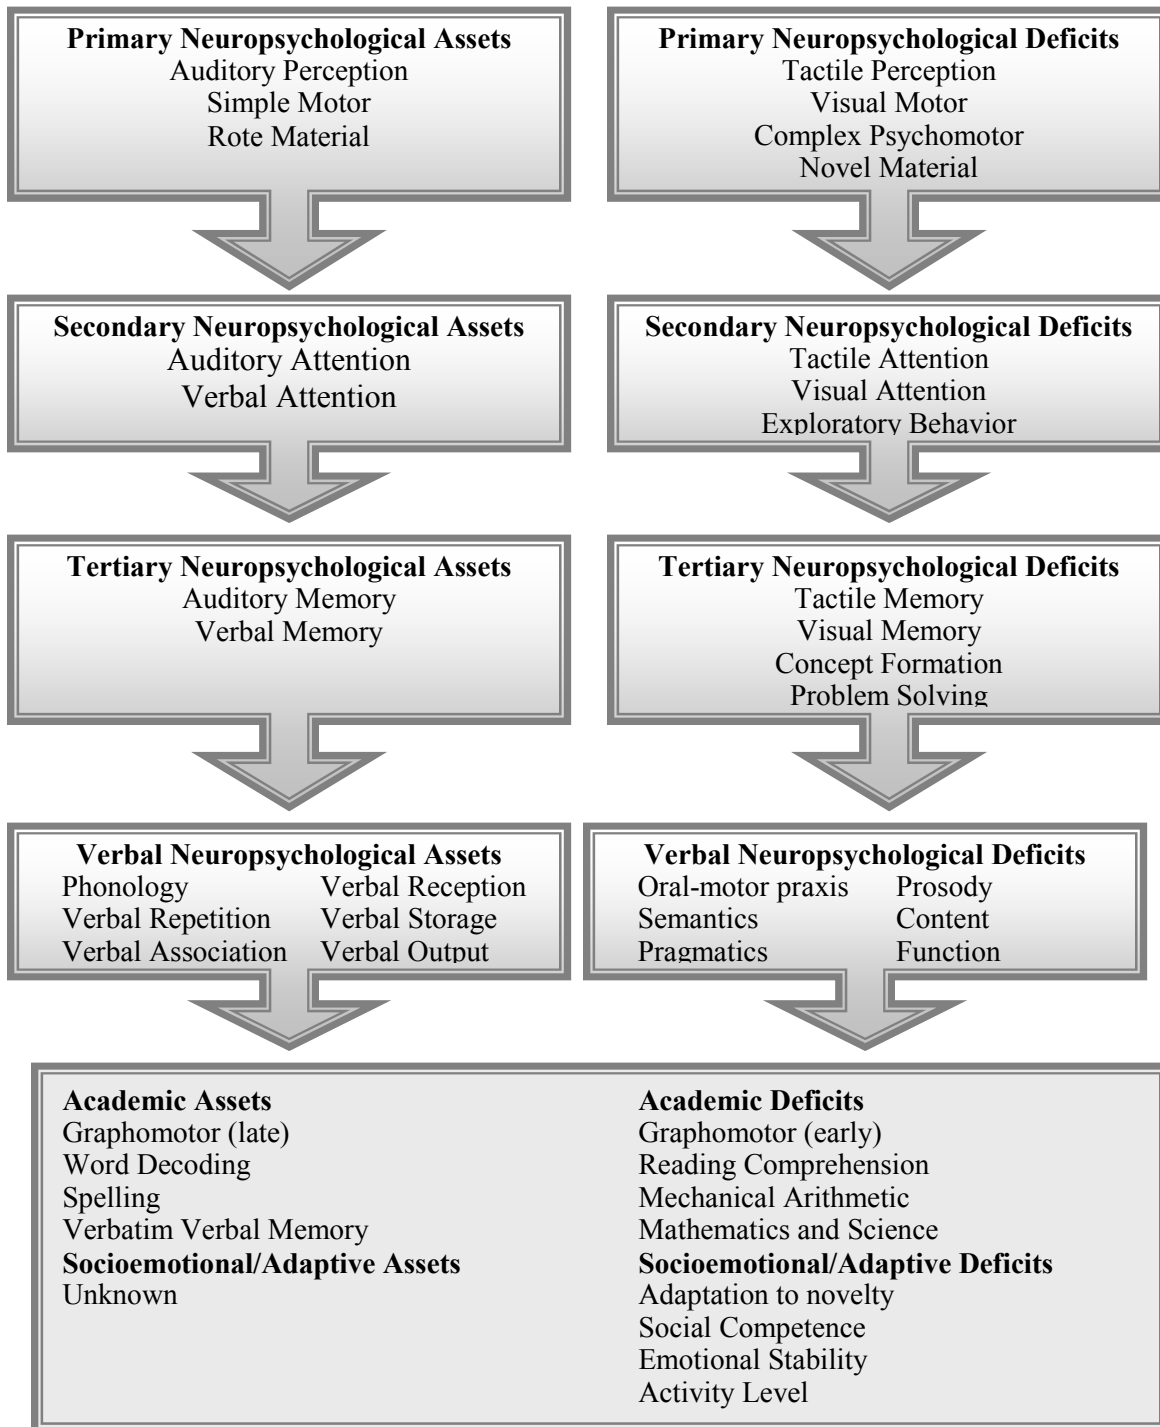 Primary Neuropsychological Assets
Auditory Perception
Simple Motor
Rote Material
Primary Neuropsychological Deficits
Tactile Perception
Visual Motor
Complex Psychomotor
Novel Material
Secondary Neuropsychological Assets
Auditory Attention
Verbal Attention
Secondary Neuropsychological Deficits
Tactile Attention
Visual Attention
Exploratory Behavior
Tertiary Neuropsychological Assets
Auditory Memory
Verbal Memory
Tertiary Neuropsychological Deficits
Tactile Memory
Visual Memory
Concept Formation
Problem Solving
Verbal Neuropsychological Assets
Phonology Verbal Reception
Verbal Repetition Verbal Storage
Verbal Association Verbal Output
Verbal Neuropsychological Deficits
Oral-motor praxis Prosody
Semantics Content
Pragmatics Function
Academic Assets
Graphomotor (late)
Word Decoding
Spelling
Verbatim Verbal Memory
Socioemotional/Adaptive Assets
Unknown
Academic Deficits
Graphomotor (early)
Reading Comprehension
Mechanical Arithmetic
Mathematics and Science
Socioemotional/Adaptive Deficits
Adaptation to novelty
Social Competence
Emotional Stability
Activity Level